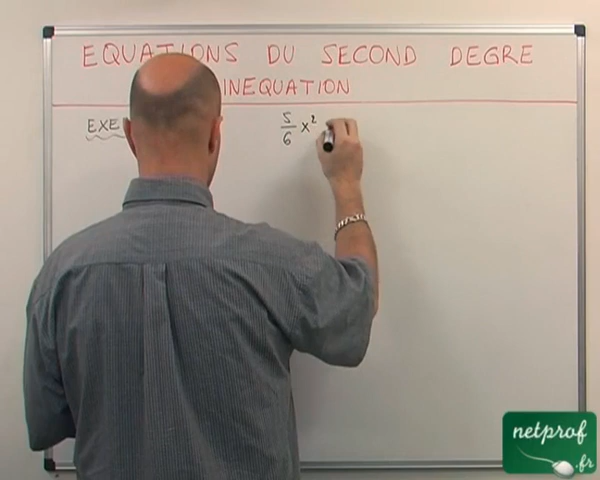 EQUATIONS DU SECOND DEGRE
INEQUATION
EXE
5/6 x²
netprof
.fr